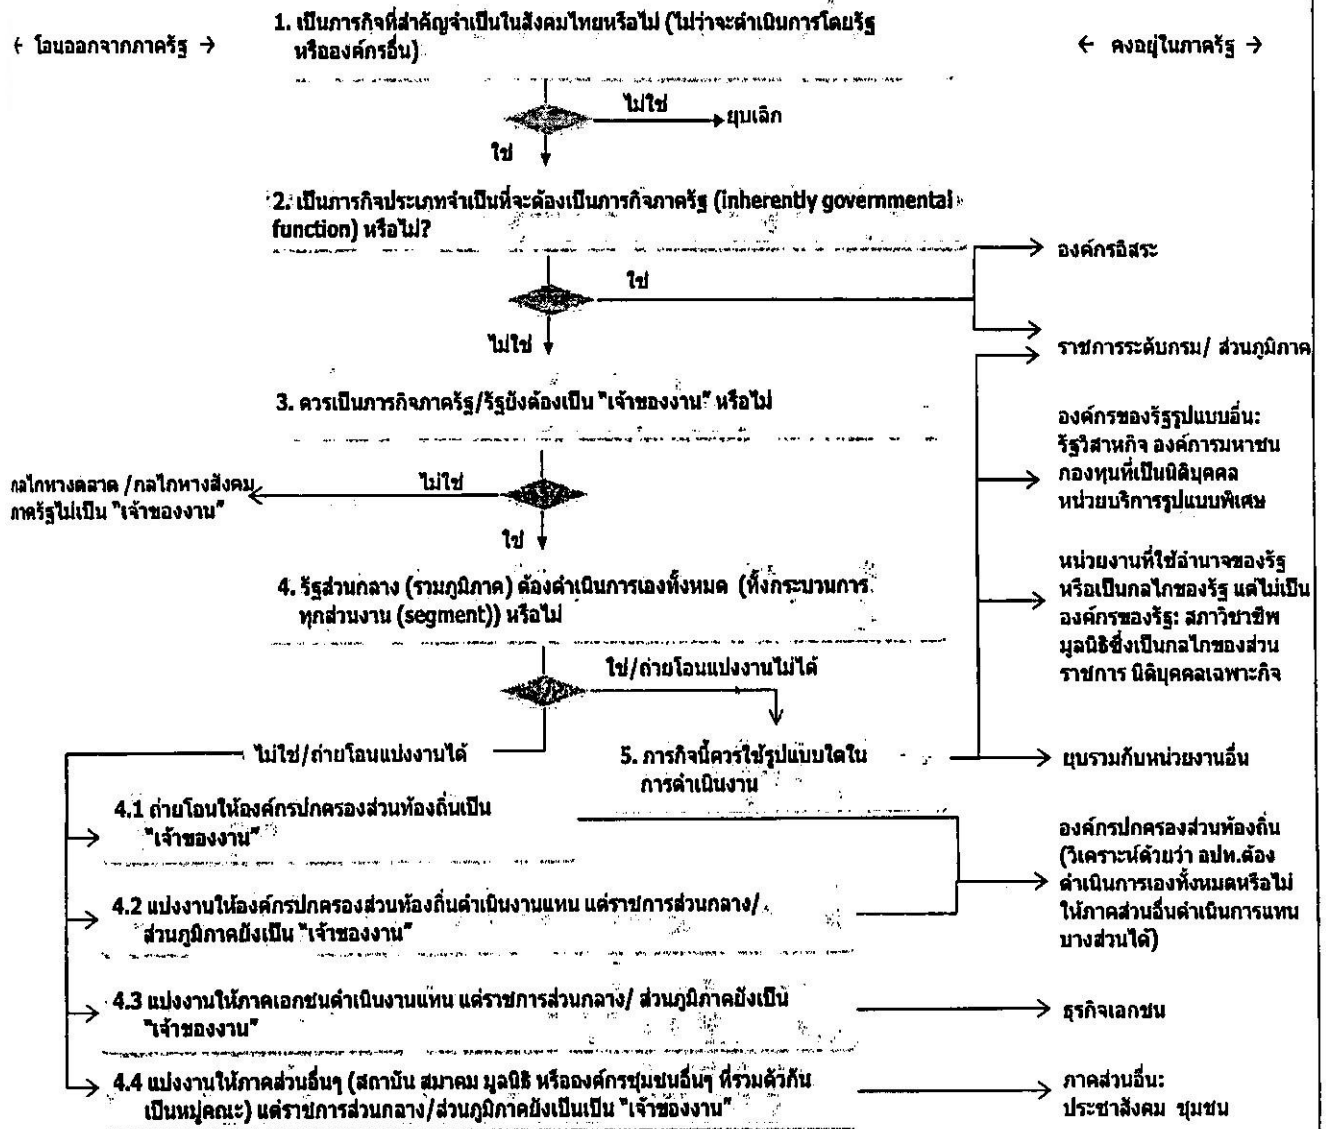 ← โอนออกจากภาครัฐ →
1. เป็นภารกิจที่สำคัญจำเป็นในสังคมไทยหรือไม่ (ไม่ว่าจะดำเนินการโดยรัฐ
หรือองค์กรอื่น)
← คงอยู่ในภาครัฐ →
ไม่ใช่
ยุบเลิก
ใช่
2. เป็นภารกิจประเภทจำเป็นที่จะต้องเป็นภารกิจภาครัฐ (inherently governmental
function) หรือไม่?
ใช่
องค์กรอิสระ
ไม่ใช่
ราชการระดับกรม/ ส่วนภูมิภาค
3. ควรเป็นภารกิจภาครัฐ/รัฐยังต้องเป็น "เจ้าของงาน" หรือไม่
องค์กรของรัฐรูปแบบอื่น:
รัฐวิสาหกิจ องค์การมหาชน
กองทุนที่เป็นนิติบุคคล
หน่วยบริการรูปแบบพิเศษ
กลไกทางตลาด /กลไกทางสังคม
ภาครัฐไม่เป็น "เจ้าของงาน"
ไม่ใช่
ใช่
4. รัฐส่วนกลาง (รวมภูมิภาค) ต้องดำเนินการเองทั้งหมด (ทั้งกระบวนการ
ทุกส่วนงาน (segment)) หรือไม่
หน่วยงานที่ใช้อำนาจของรัฐ
หรือเป็นกลไกของรัฐ แต่ไม่เป็น
องค์กรของรัฐ: สภาวิชาชีพ
มูลนิธิซึ่งเป็นกลไกของส่วน
ราชการ นิติบุคคลเฉพาะกิจ
ใช่/ถ่ายโอนแบ่งงานไม่ได้
ไม่ใช่/ถ่ายโอนแบ่งงานได้
5. ภารกิจนี้ควรใช้รูปแบบใดใน
การดำเนินงาน
ยุบรวมกับหน่วยงานอื่น
4.1 ถ่ายโอนให้องค์กรปกครองส่วนท้องถิ่นเป็น
"เจ้าของงาน"
องค์กรปกครองส่วนท้องถิ่น
(วิเคราะห์ด้วยว่า อปท.ต้อง
ดำเนินการเองทั้งหมดหรือไม่
ให้ภาคส่วนอื่นดำเนินการแทน
บางส่วนได้)
4.2 แบ่งงานให้องค์กรปกครองส่วนท้องถิ่นดำเนินงานแทน แต่ราชการส่วนกลาง/
ส่วนภูมิภาคยังเป็น "เจ้าของงาน"
4.3 แบ่งงานให้ภาคเอกชนดำเนินงานแทน แต่ราชการส่วนกลาง/ ส่วนภูมิภาคยังเป็น
"เจ้าของงาน"
ธุรกิจเอกชน
4.4 แบ่งงานให้ภาคส่วนอื่นๆ (สถาบัน สมาคม มูลนิธิ หรือองค์กรชุมชนอื่นๆ ที่รวมตัวกัน
เป็นหมู่คณะ) แต่ราชการส่วนกลาง/ส่วนภูมิภาคยังเป็นเป็น "เจ้าของงาน"
ภาคส่วนอื่น:
ประชาสังคม ชุมชน